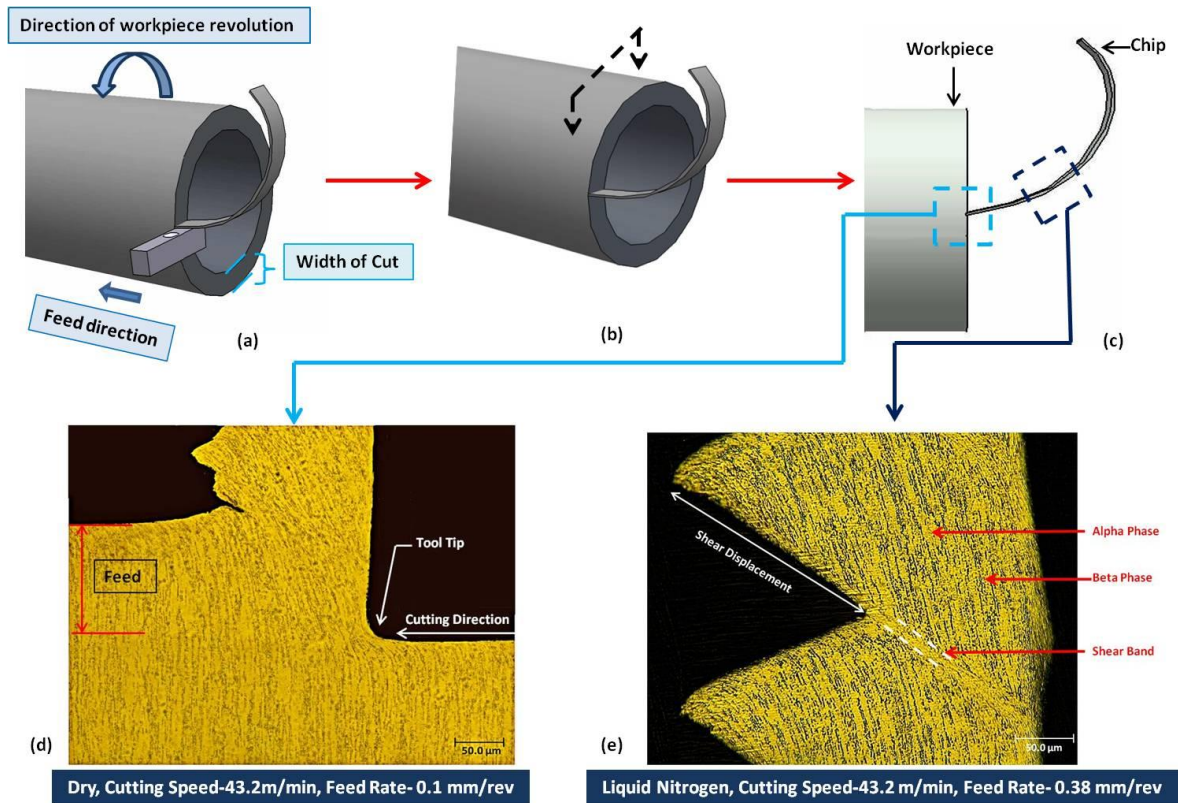 Direction of workpiece revolution
Width of Cut
Feed direction
(a)
(b)
Workpiece
Chip
(c)
Feed
Tool Tip
Cutting Direction
50.0 µm
(d)
Dry, Cutting Speed-43.2m/min, Feed Rate- 0.1 mm/rev
Shear Displacement
Alpha Phase
Beta Phase
Shear Band
50.0 µm
(e)
Liquid Nitrogen, Cutting Speed-43.2 m/min, Feed Rate- 0.38 mm/rev